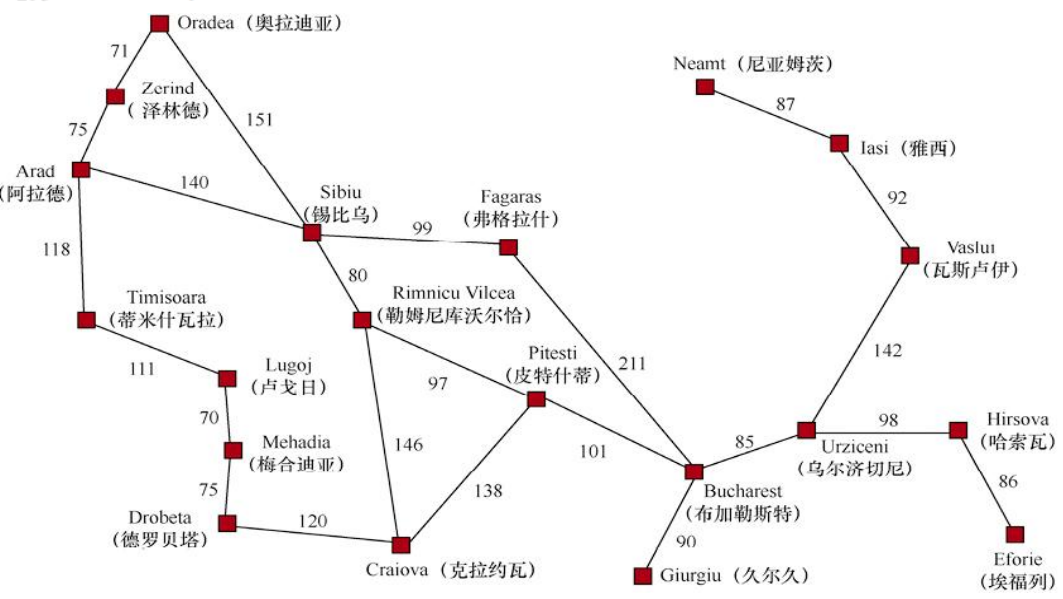 Oradea（奥拉迪亚）
71
Zerind
（ 泽林德）
75
151
Arad
（阿拉德）
140
Sibiu
（锡比乌）
99
Fagaras
（弗格拉什）
118
80
Timisoara
（蒂米什瓦拉）
Rimnicu Vilcea
（勒姆尼库沃尔恰）
111
Lugoj
（卢戈日）
97
Pitesti
（皮特什蒂）
211
70
Mehadia
（梅合迪亚）
146
101
75
138
Drobeta
（德罗贝塔）
120
Craiova（克拉约瓦）
Neamt（尼亚姆茨）
87
Iasi（雅西）
92
Vaslui
（瓦斯卢伊）
142
85
98
Urziceni
（乌尔济切尼）
Hirsova
（哈索瓦）
86
Bucharest
（布加勒斯特）
90
Giurgiu（久尔久）
Eforie
（埃福列）